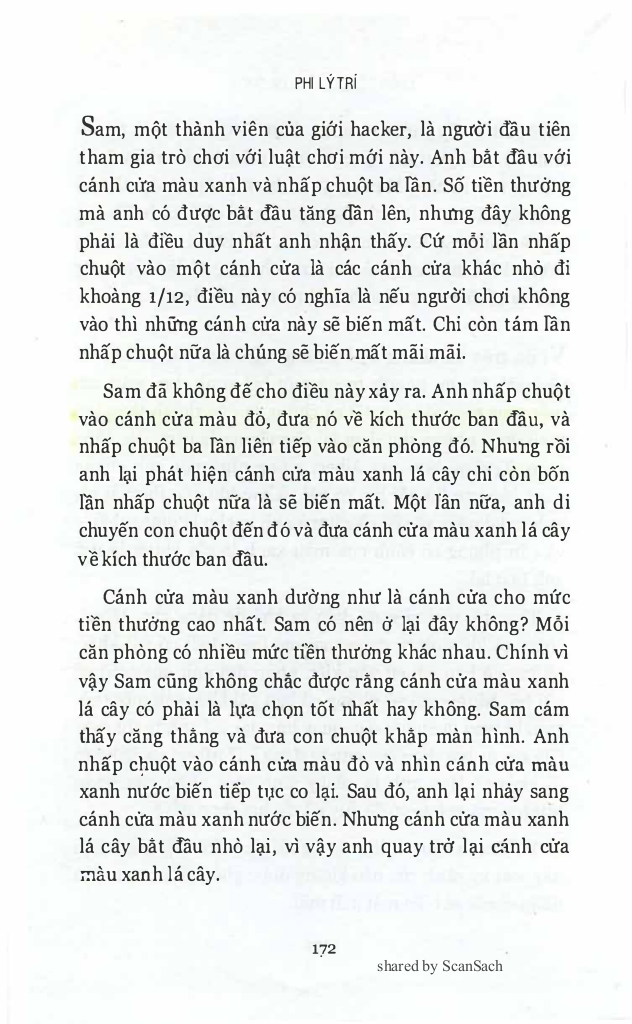 PHI LÝ TRÍ
Sam, một thành viên của giới hacker, là người đầu tiên
tham gia trò chơi với luật chơi mới này. Anh bắt đầu với
cánh cửa màu xanh và nhấp chuột ba lần. Số tiền thưởng
mà anh có được bắt đầu tăng dần lên, nhưng đây không
phải là điều duy nhất anh nhận thấy. Cứ mỗi lần nhấp
chuột vào một cánh cửa là các cánh cửa khác nhỏ đi
khoảng 1/12, điều này có nghĩa là nếu người chơi không
vào thì những cánh cửa này sẽ biến mất. Chỉ còn tám lần
nhấp chuột nữa là chúng sẽ biến mất mãi mãi.
Sam đã không để cho điều này xảy ra. Anh nhấp chuột
vào cánh cửa màu đỏ, đưa nó về kích thước ban đầu, và
nhấp chuột ba lần liên tiếp vào căn phòng đó. Nhưng rồi
anh lại phát hiện cánh cửa màu xanh lá cây chỉ còn bốn
lần nhấp chuột nữa là sẽ biến mất. Một lần nữa, anh di
chuyển con chuột đến đó và đưa cánh cửa màu xanh lá cây
về kích thước ban đầu.
Cánh cửa màu xanh dường như là cánh cửa cho mức
tiền thưởng cao nhất. Sam có nên ở lại đây không? Mỗi
căn phòng có nhiều mức tiền thưởng khác nhau. Chính vì
vậy Sam cũng không chắc được rằng cánh cửa màu xanh
lá cây có phải là lựa chọn tốt nhất hay không. Sam cảm
thấy căng thẳng và đưa con chuột khắp màn hình. Anh
nhấp chuột vào cánh cửa màu đỏ và nhìn cánh cửa màu
xanh nước biển tiếp tục co lại. Sau đó, anh lại nhảy sang
cánh cửa màu xanh nước biển. Nhưng cánh cửa màu xanh
lá cây bắt đầu nhỏ lại, vì vậy anh quay trở lại cánh cửa
màu xanh lá cây.
172
shared by ScanSach